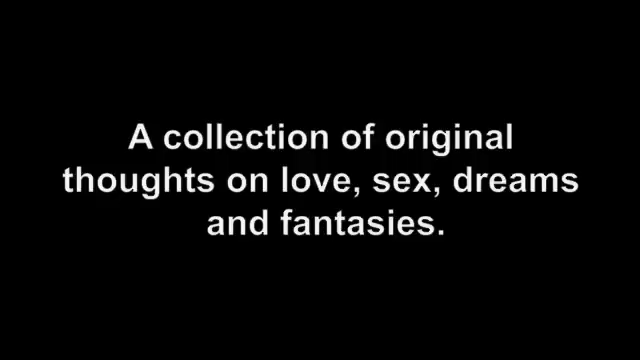 A collection of original
thoughts on love, sex, dreams
and fantasies.